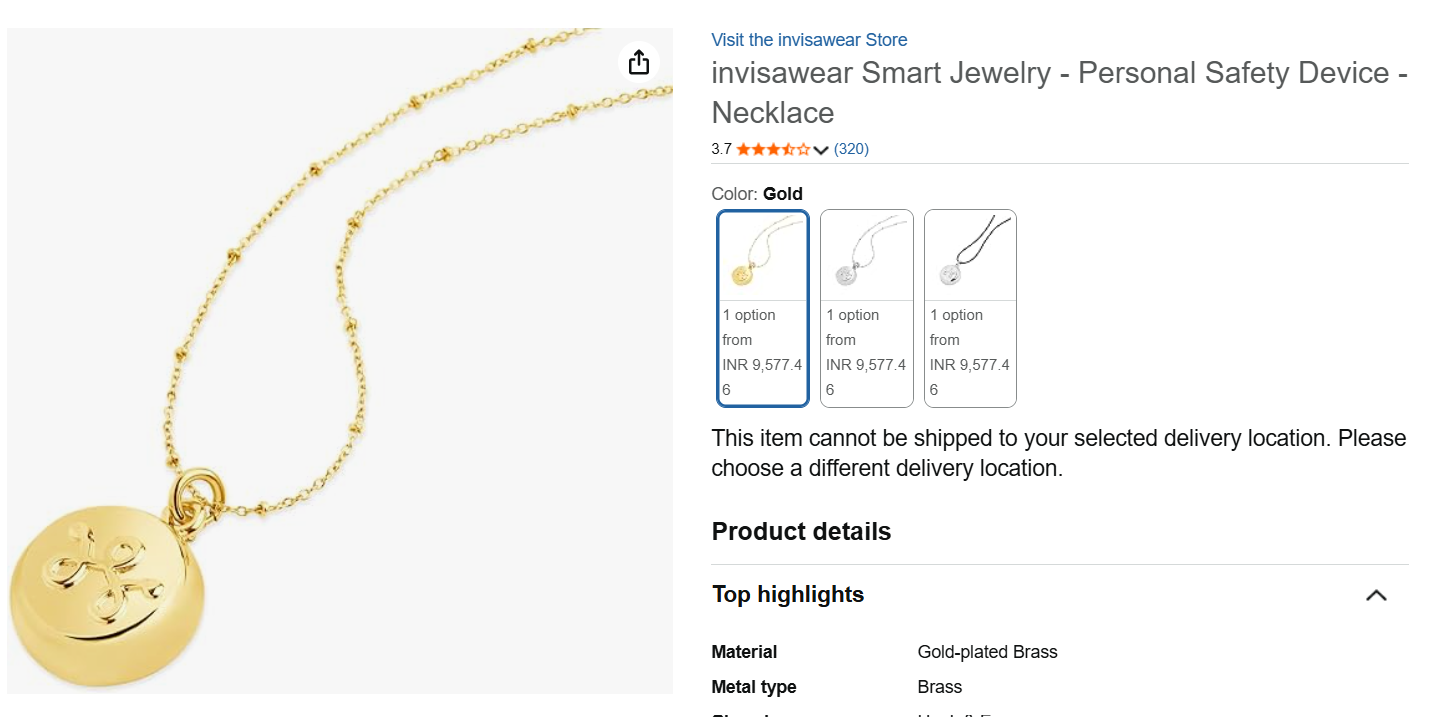 Visit the invisawear Store
invisawear Smart Jewelry - Personal Safety Device -
Necklace
3.7 (320)
Color: Gold
1 option
from
INR 9,577.4
6
1 option
from
INR 9,577.4
6
1 option
from
INR 9,577.4
6
This item cannot be shipped to your selected delivery location. Please
choose a different delivery location.
Product details
Top highlights
Material Gold-plated Brass
Metal type Brass